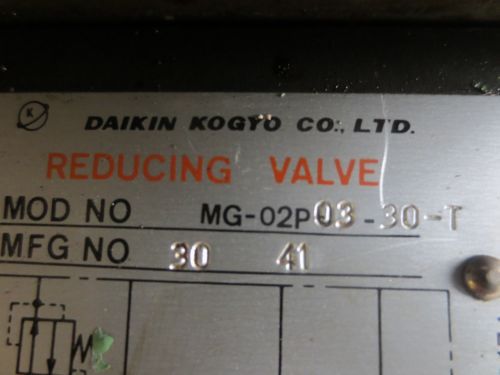 K
DAIKIN KOGYO CO., LTD.
REDUCING VALVE
MOD NO MG-02P03-30-T
MFG NO 30 41